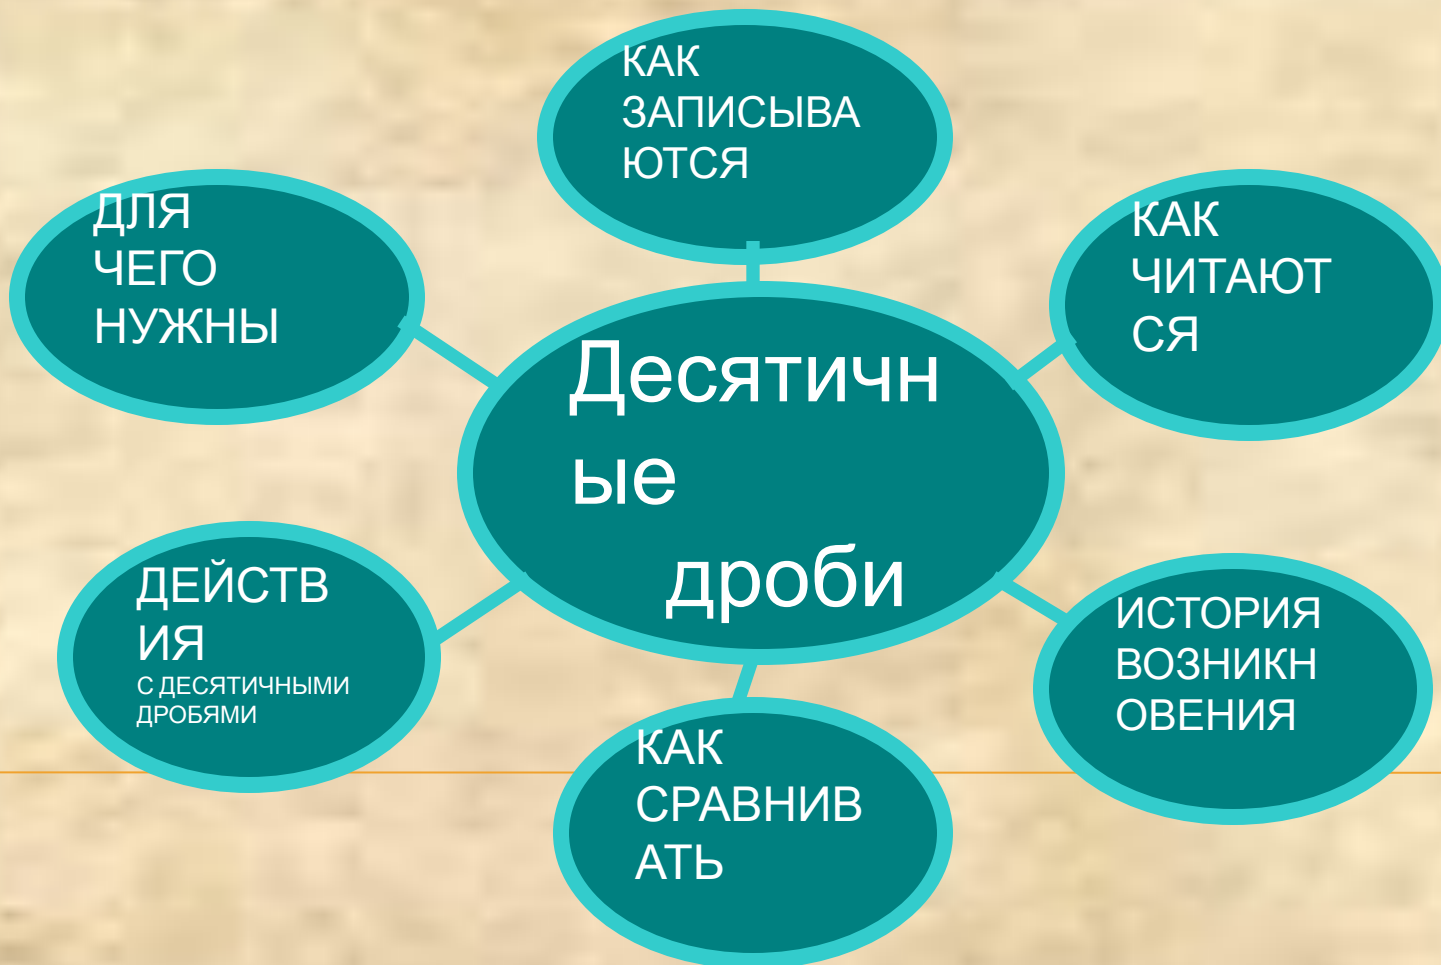 КАК
ЗАПИСЫВА
ЮТСЯ
ДЛЯ
ЧЕГО
НУЖНЫ
КАК
ЧИТАЮТ
СЯ
Десятичн
ые
дроби
ДЕЙСТВ
ИЯ
С ДЕСЯТИЧНЫМИ
ДРОБЯМИ
ИСТОРИЯ
ВОЗНИКН
ОВЕНИЯ
КАК
СРАВНИВ
АТЬ